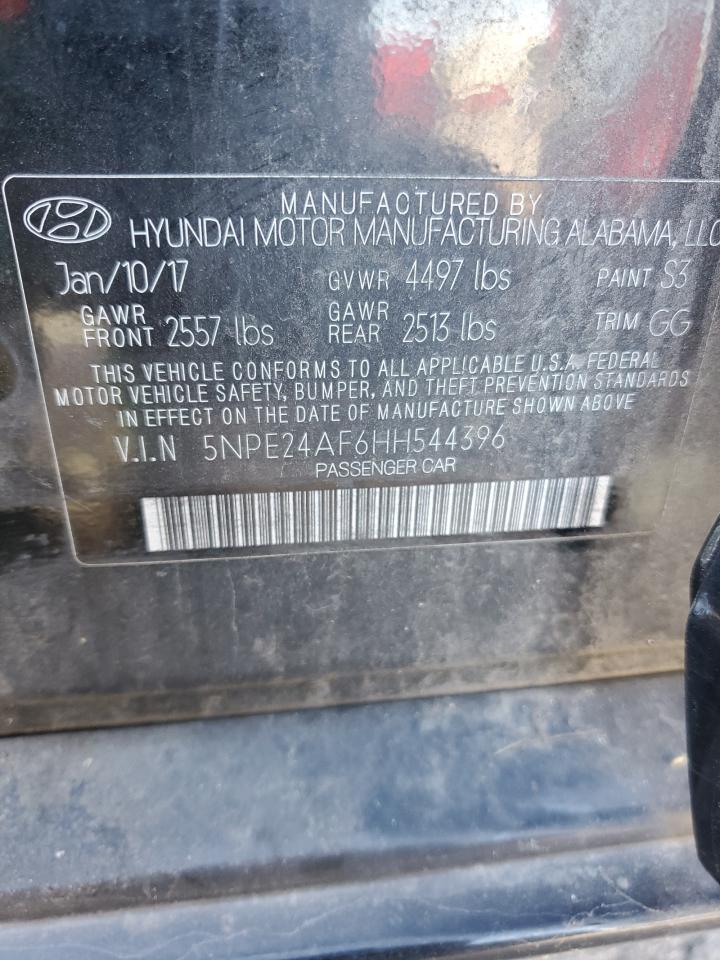 MANUFACTURED BY
HYUNDAI MOTOR MANUFACTURING ALABAMA, LLC
Jan/10/17 GVWR 4497 lbs PAINT S3
GAWR FRONT 2557 lbs GAWR REAR 2513 lbs TRIM GG
THIS VEHICLE CONFORMS TO ALL APPLICABLE U.S.A. FEDERAL
MOTOR VEHICLE SAFETY, BUMPER, AND THEFT PREVENTION STANDARDS
IN EFFECT ON THE DATE OF MANUFACTURE SHOWN ABOVE
V.I.N 5NPE24AF6HH544396
PASSENGER CAR